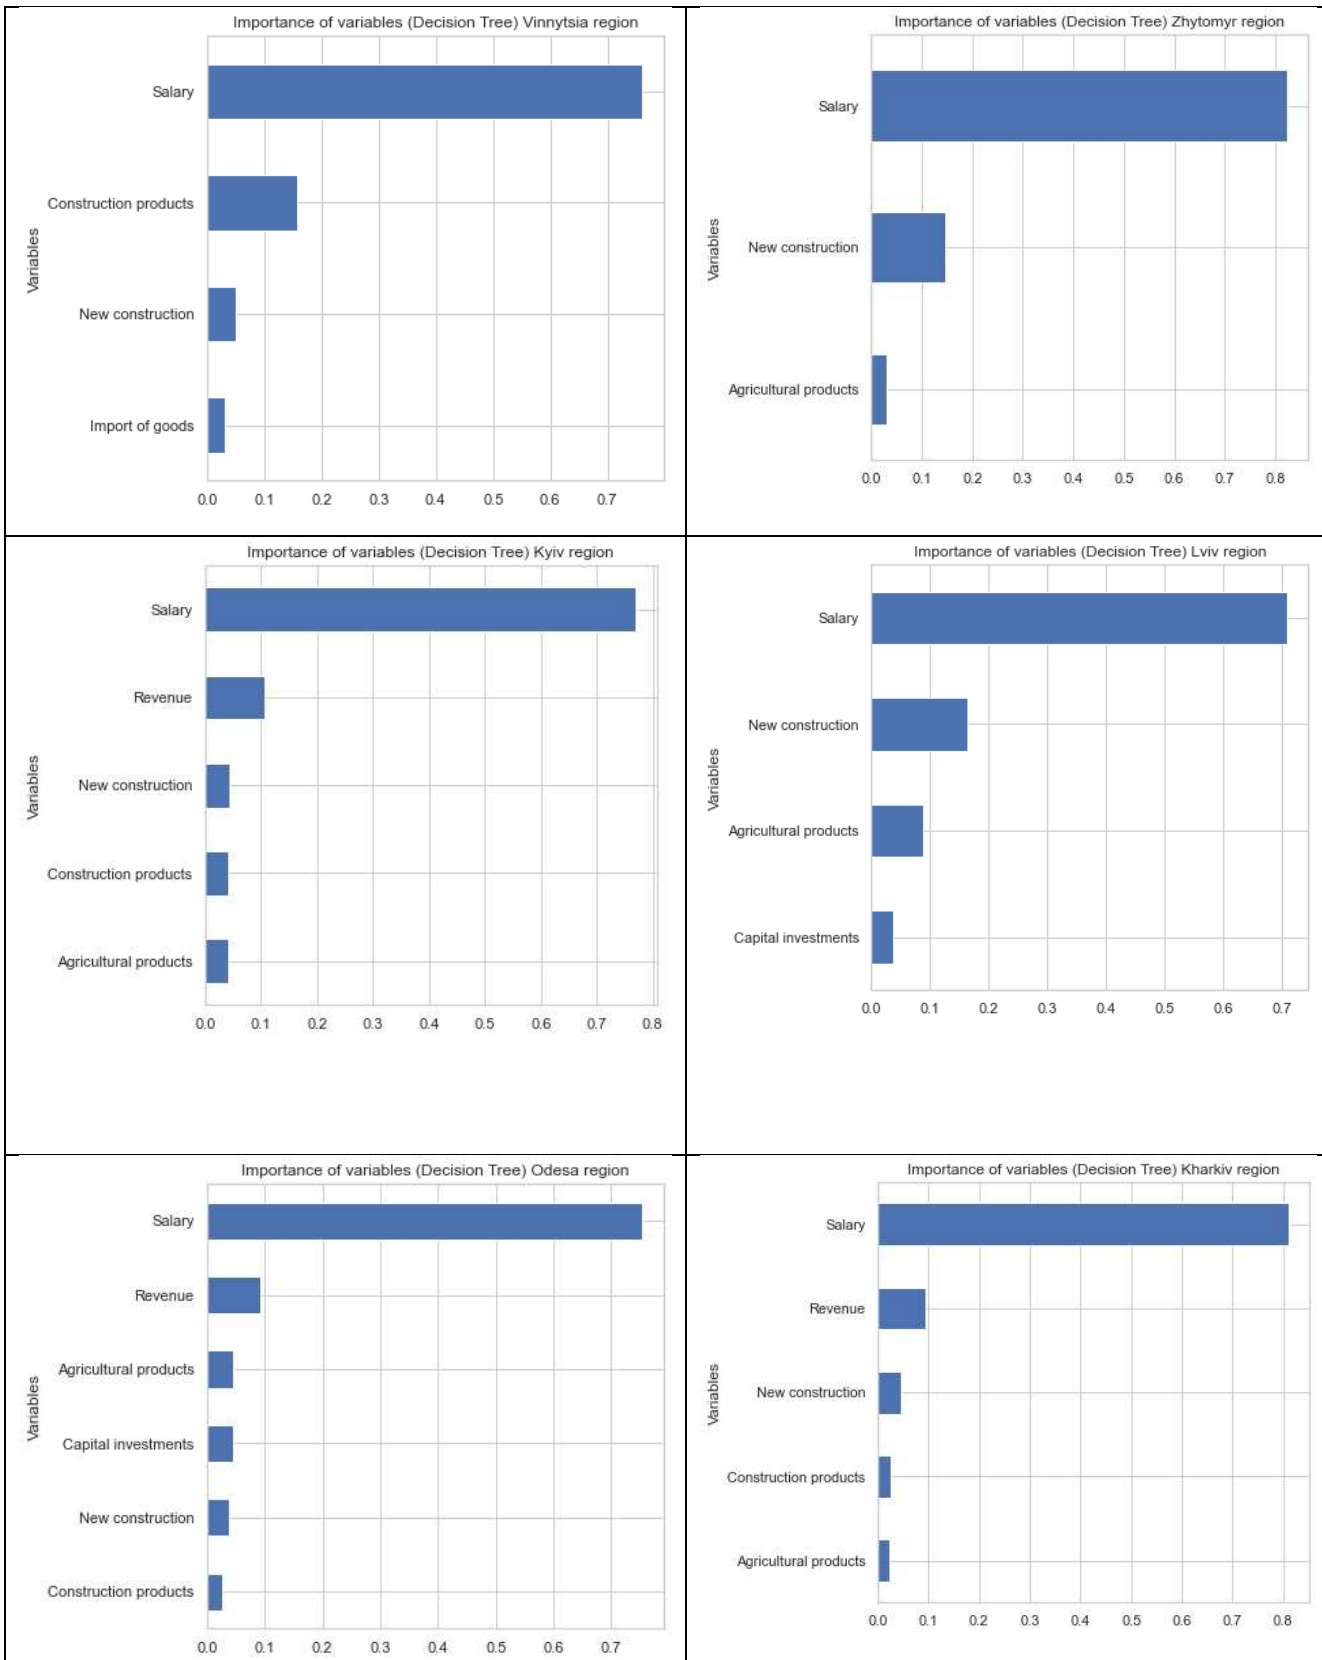 Importance of variables (Decision Tree) Vinnytsia region
Variables
Salary
Construction products
New construction
Import of goods
0.0 0.1 0.2 0.3 0.4 0.5 0.6 0.7
Importance of variables (Decision Tree) Zhytomyr region
Variables
Salary
New construction
Agricultural products
0.0 0.1 0.2 0.3 0.4 0.5 0.6 0.7 0.8
Importance of variables (Decision Tree) Kyiv region
Variables
Salary
Revenue
New construction
Construction products
Agricultural products
0.0 0.1 0.2 0.3 0.4 0.5 0.6 0.7 0.8
Importance of variables (Decision Tree) Lviv region
Variables
Salary
New construction
Agricultural products
Capital investments
0.0 0.1 0.2 0.3 0.4 0.5 0.6 0.7
Importance of variables (Decision Tree) Odesa region
Variables
Salary
Revenue
Agricultural products
Capital investments
New construction
Construction products
0.0 0.1 0.2 0.3 0.4 0.5 0.6 0.7
Importance of variables (Decision Tree) Kharkiv region
Variables
Salary
Revenue
New construction
Construction products
Agricultural products
0.0 0.1 0.2 0.3 0.4 0.5 0.6 0.7 0.8